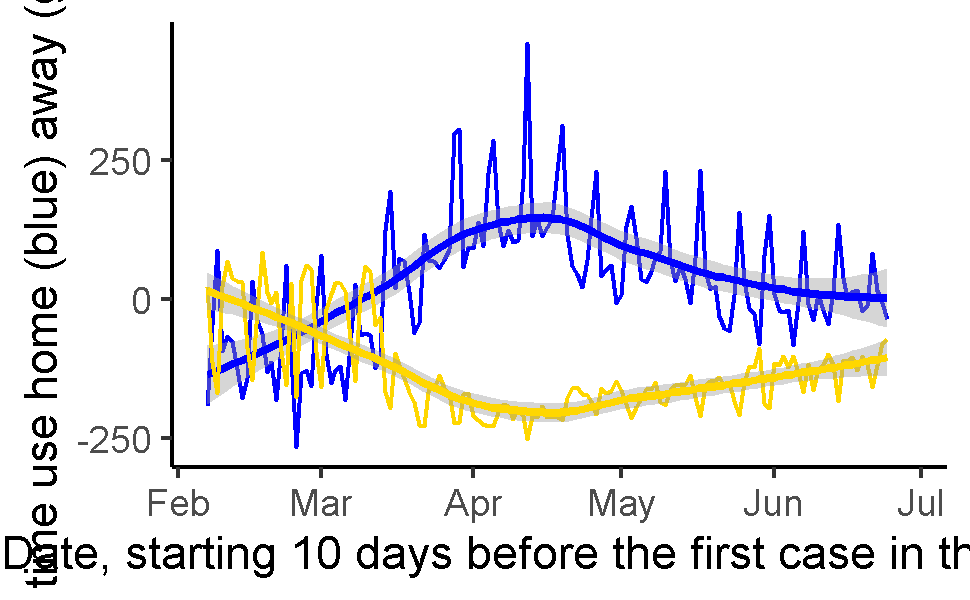 time use home (blue) away (
250
0
-250
Feb Mar Apr May Jun Jul
Date, starting 10 days before the first case in th